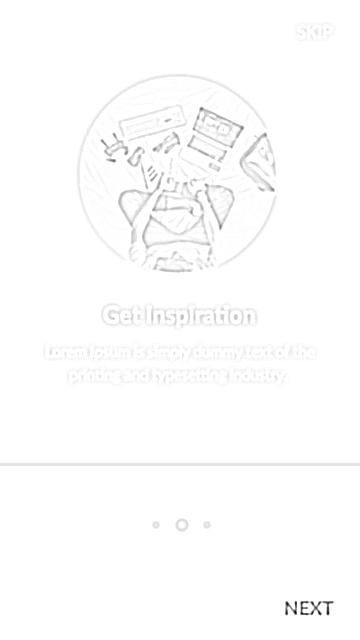 SKIP
Get Inspiration
Lorem Ipsum is simply dummy text of the
printing and typesetting industry.
NEXT